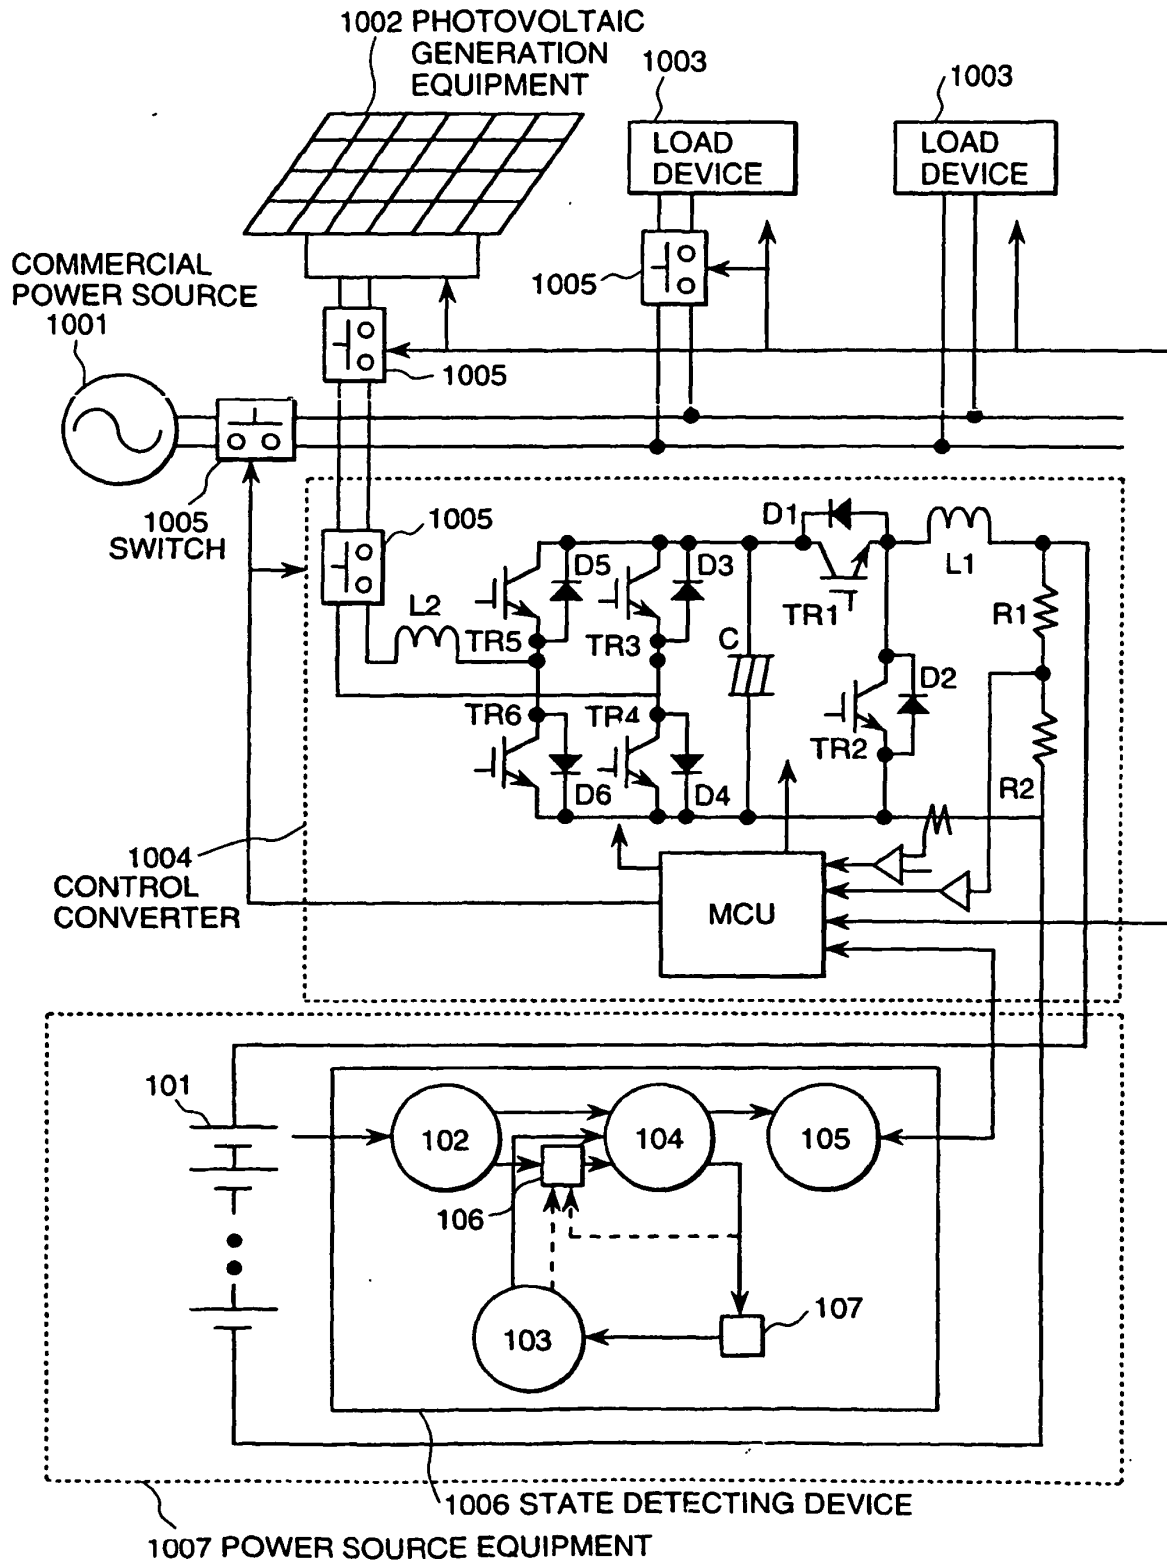 1002 PHOTOVOLTAIC
GENERATION
EQUIPMENT
1003
1003
LOAD
DEVICE
LOAD
DEVICE
COMMERCIAL
POWER SOURCE
1001
1005
1005
1005
SWITCH
1005
D1
L1
TR1
D5
D3
L2
TR5
TR3
C
R1
D2
TR6
TR4
TR2
D6
D4
R2
1004
CONTROL
CONVERTER
MCU
101
102
104
105
106
103
107
1006 STATE DETECTING DEVICE
1007 POWER SOURCE EQUIPMENT